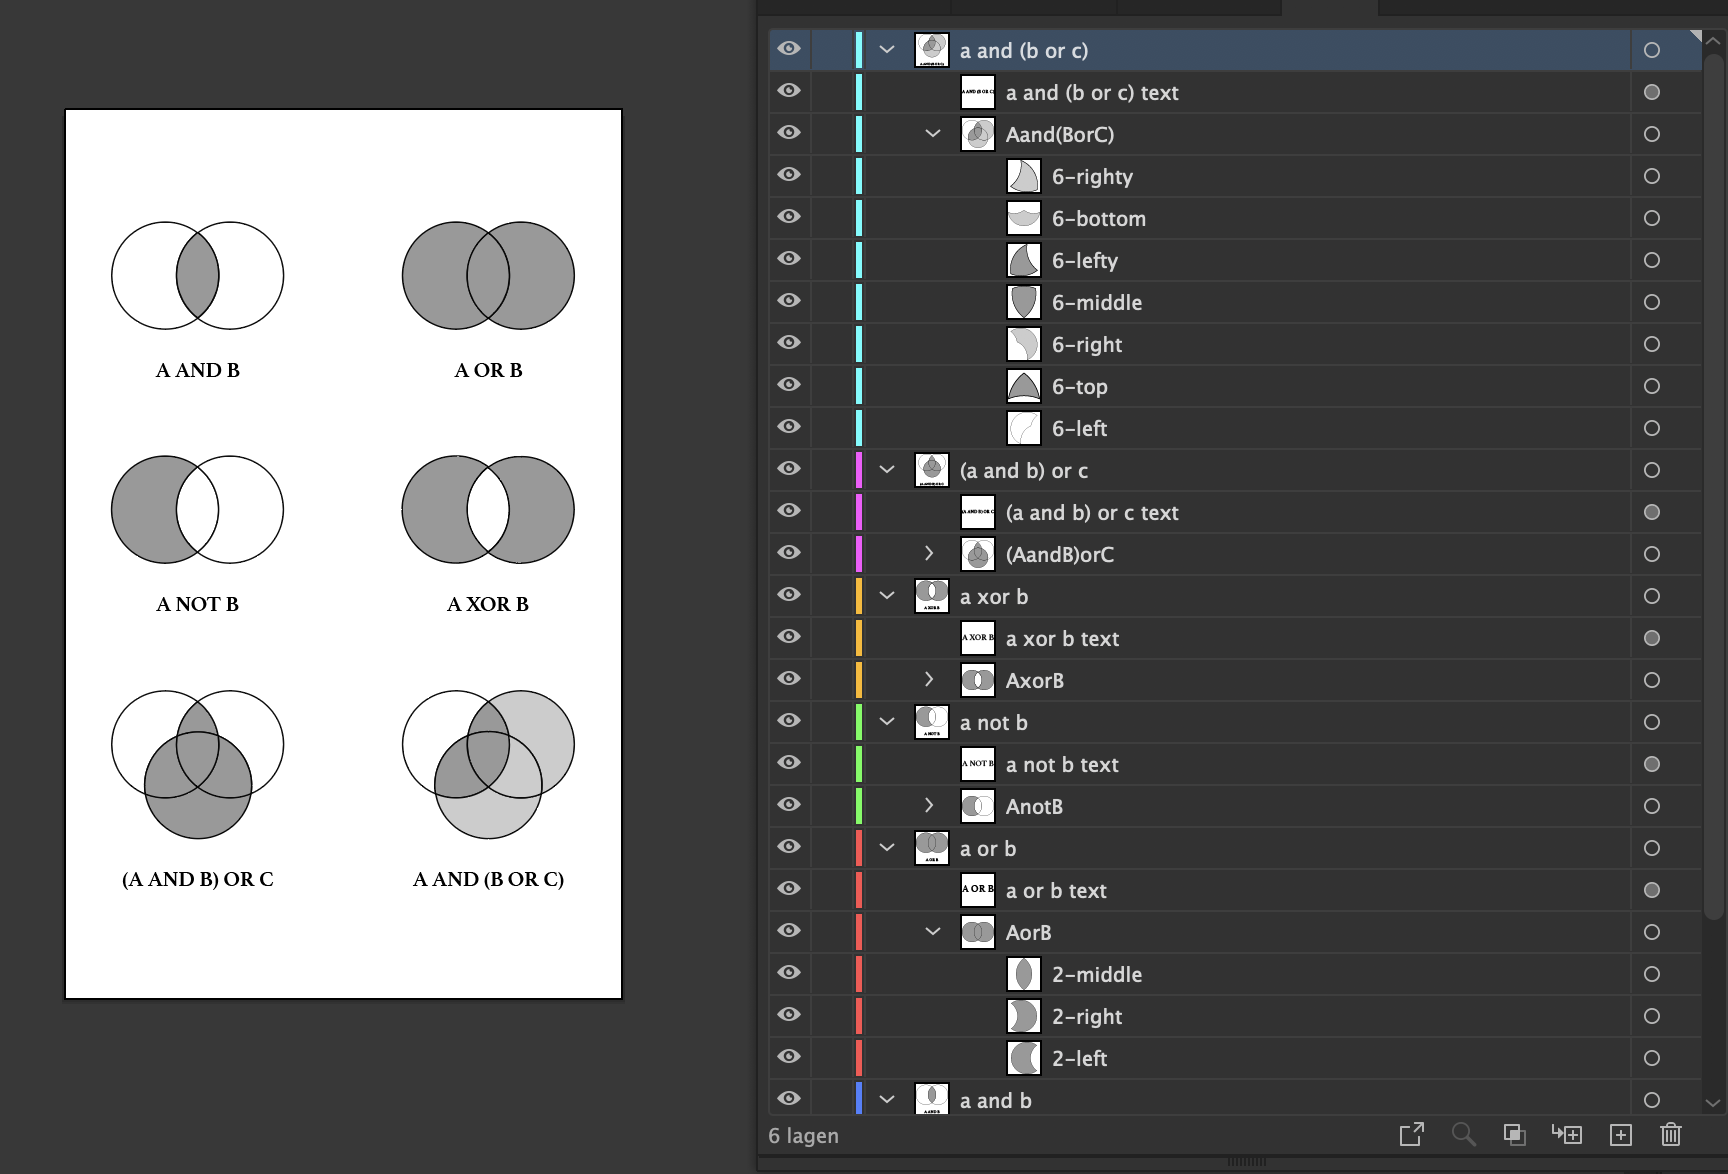 A AND B
A OR B
A NOT B
A XOR B
(A AND B) OR C
A AND (B OR C)
a and (b or c)
a and (b or c) text
Aand(BorC)
6-righty
6-bottom
6-lefty
6-middle
6-right
6-top
6-left
(a and b) or c
(a and b) or c text
(AandB)orC
a xor b
a xor b text
AxorB
a not b
a not b text
AnotB
a or b
a or b text
AorB
2-middle
2-right
2-left
a and b
6 lagen